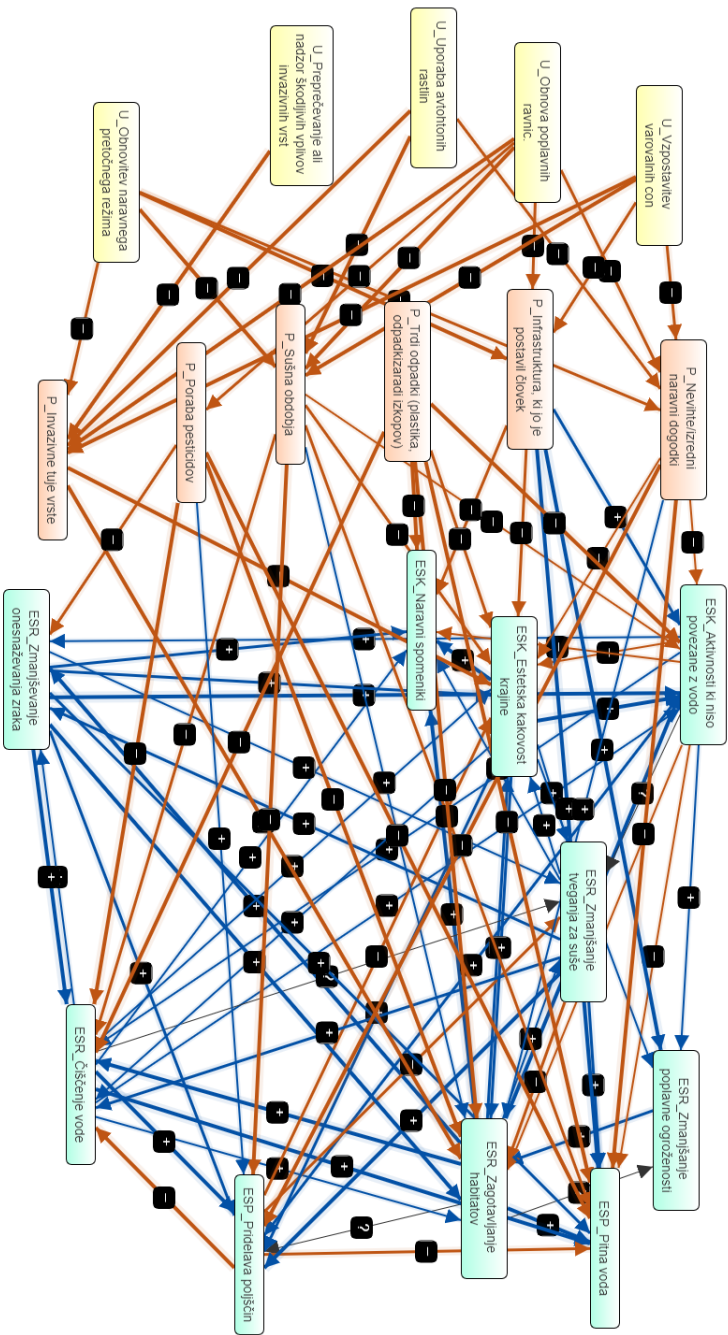 U_Vzpostavitev
varovalnih con
U_Obnova poplavnih
ravnic.
U_Uporaba avtohtonih
rastlin
U_Preprečevanje ali
nadzor škodljivih vplivov
invazivnih vrst
U_Obnovitev naravnega
pretočnega režima
P_Nevihte/izredni
naravni dogodki
P_Infrastruktura, ki jo je
postavil človek
P_Trdi odpadki (plastika,
odpadkizaradi izkopov)
P_Sušna obdobja
P_Poraba pesticidov
P_Invazivne tuje vrste
ESK_Aktivnosti ki niso
povezane z vodo
ESK_Estetska kakovost
krajine
ESK_Naravni spomeniki
ESR_Zmanjševanje
onesnaževanja zraka
ESR_Zmanjšanje
tveganja za suše
ESR_Zmanjšanje
poplavne ogroženosti
ESP_Pitna voda
ESR_Zagotavljanje
habitatov
ESP_Pridelava poljščin
ESR_Čiščenje vode